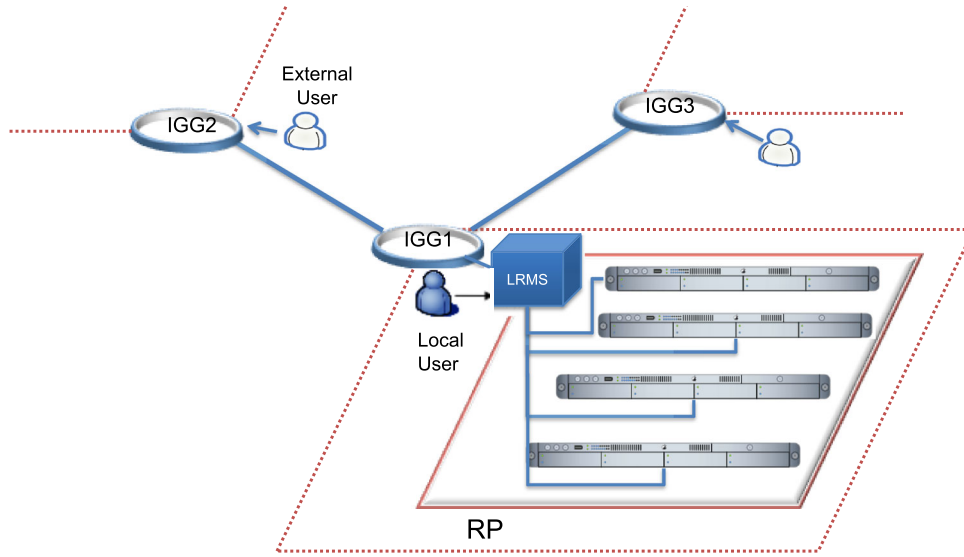 External
User
IGG2
IGG3
IGG1
LRMS
Local
User
RP